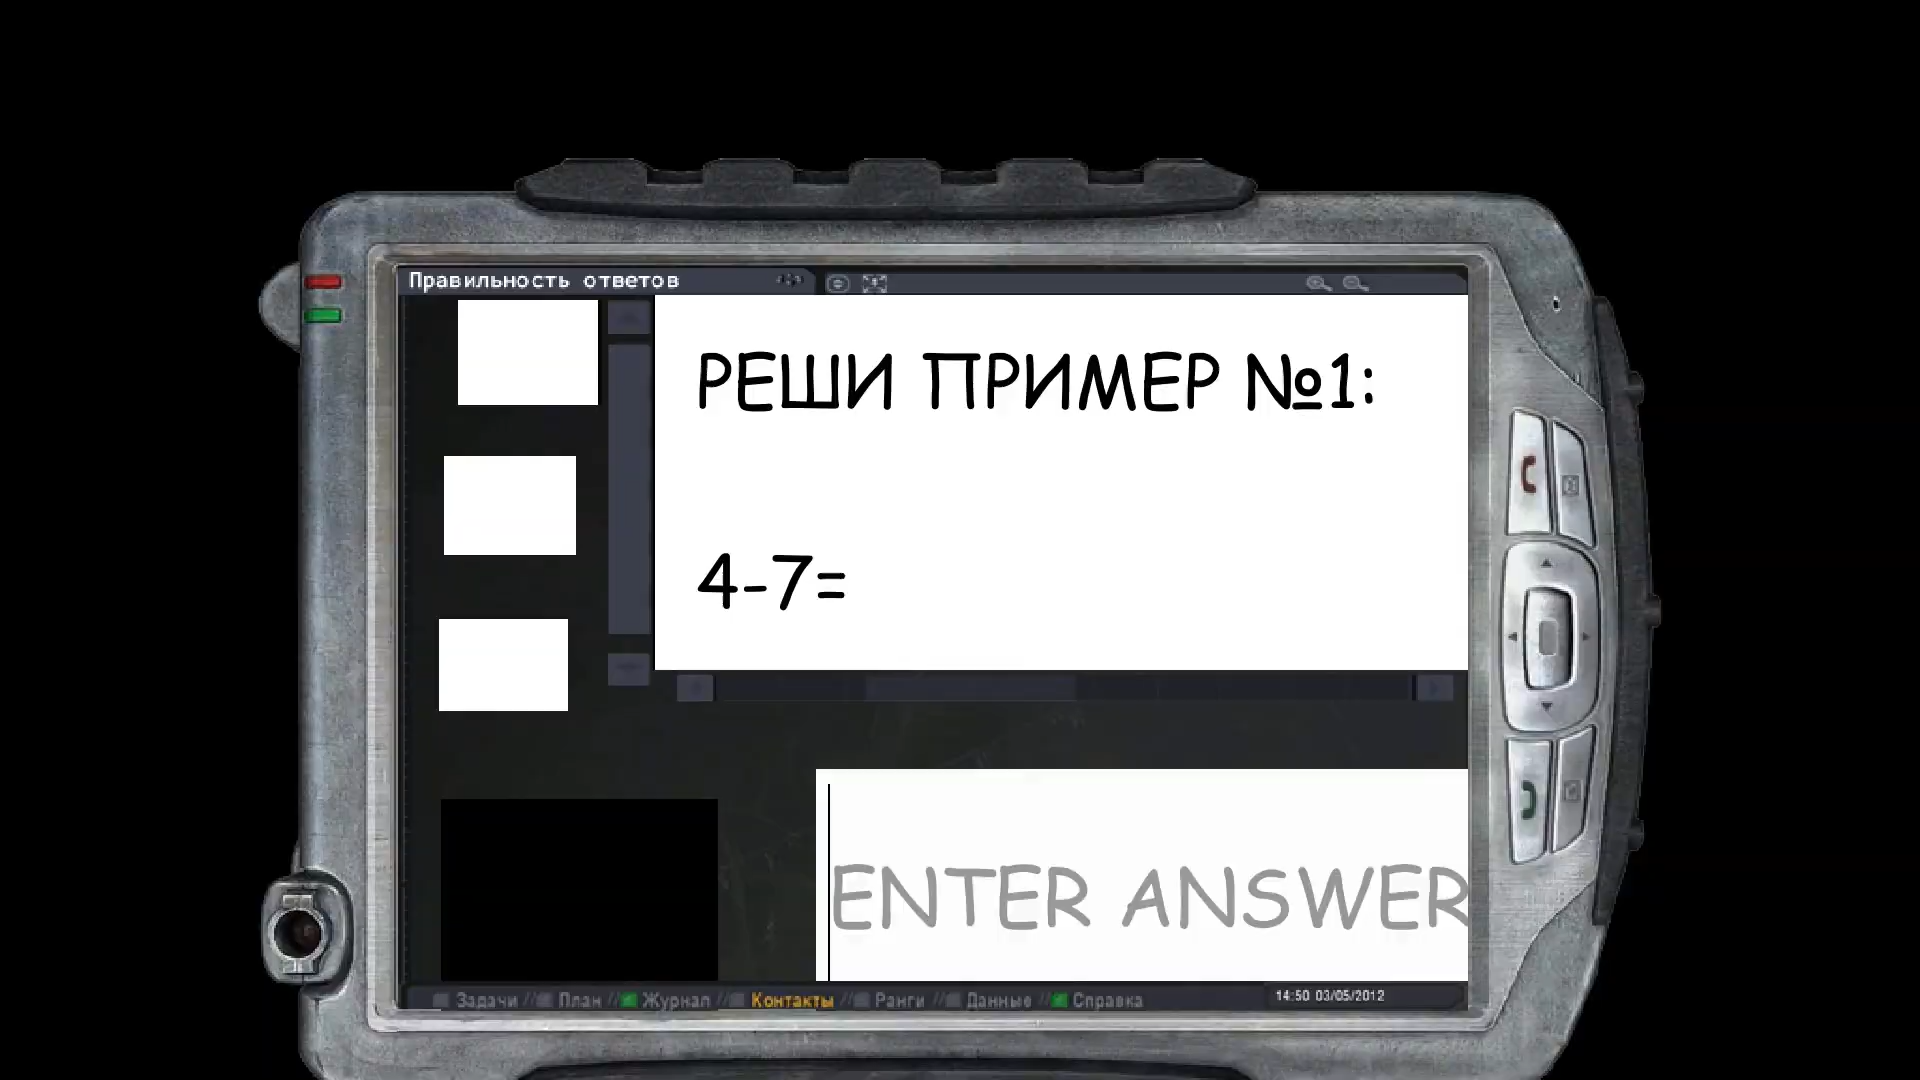 Правильность ответов
РЕШИ ПРИМЕР №1:
4-7=
ENTER ANSWER
Задачи // План // Журнал // Контакты // Ранги // Данные // Справка
14:50 03/05/2012